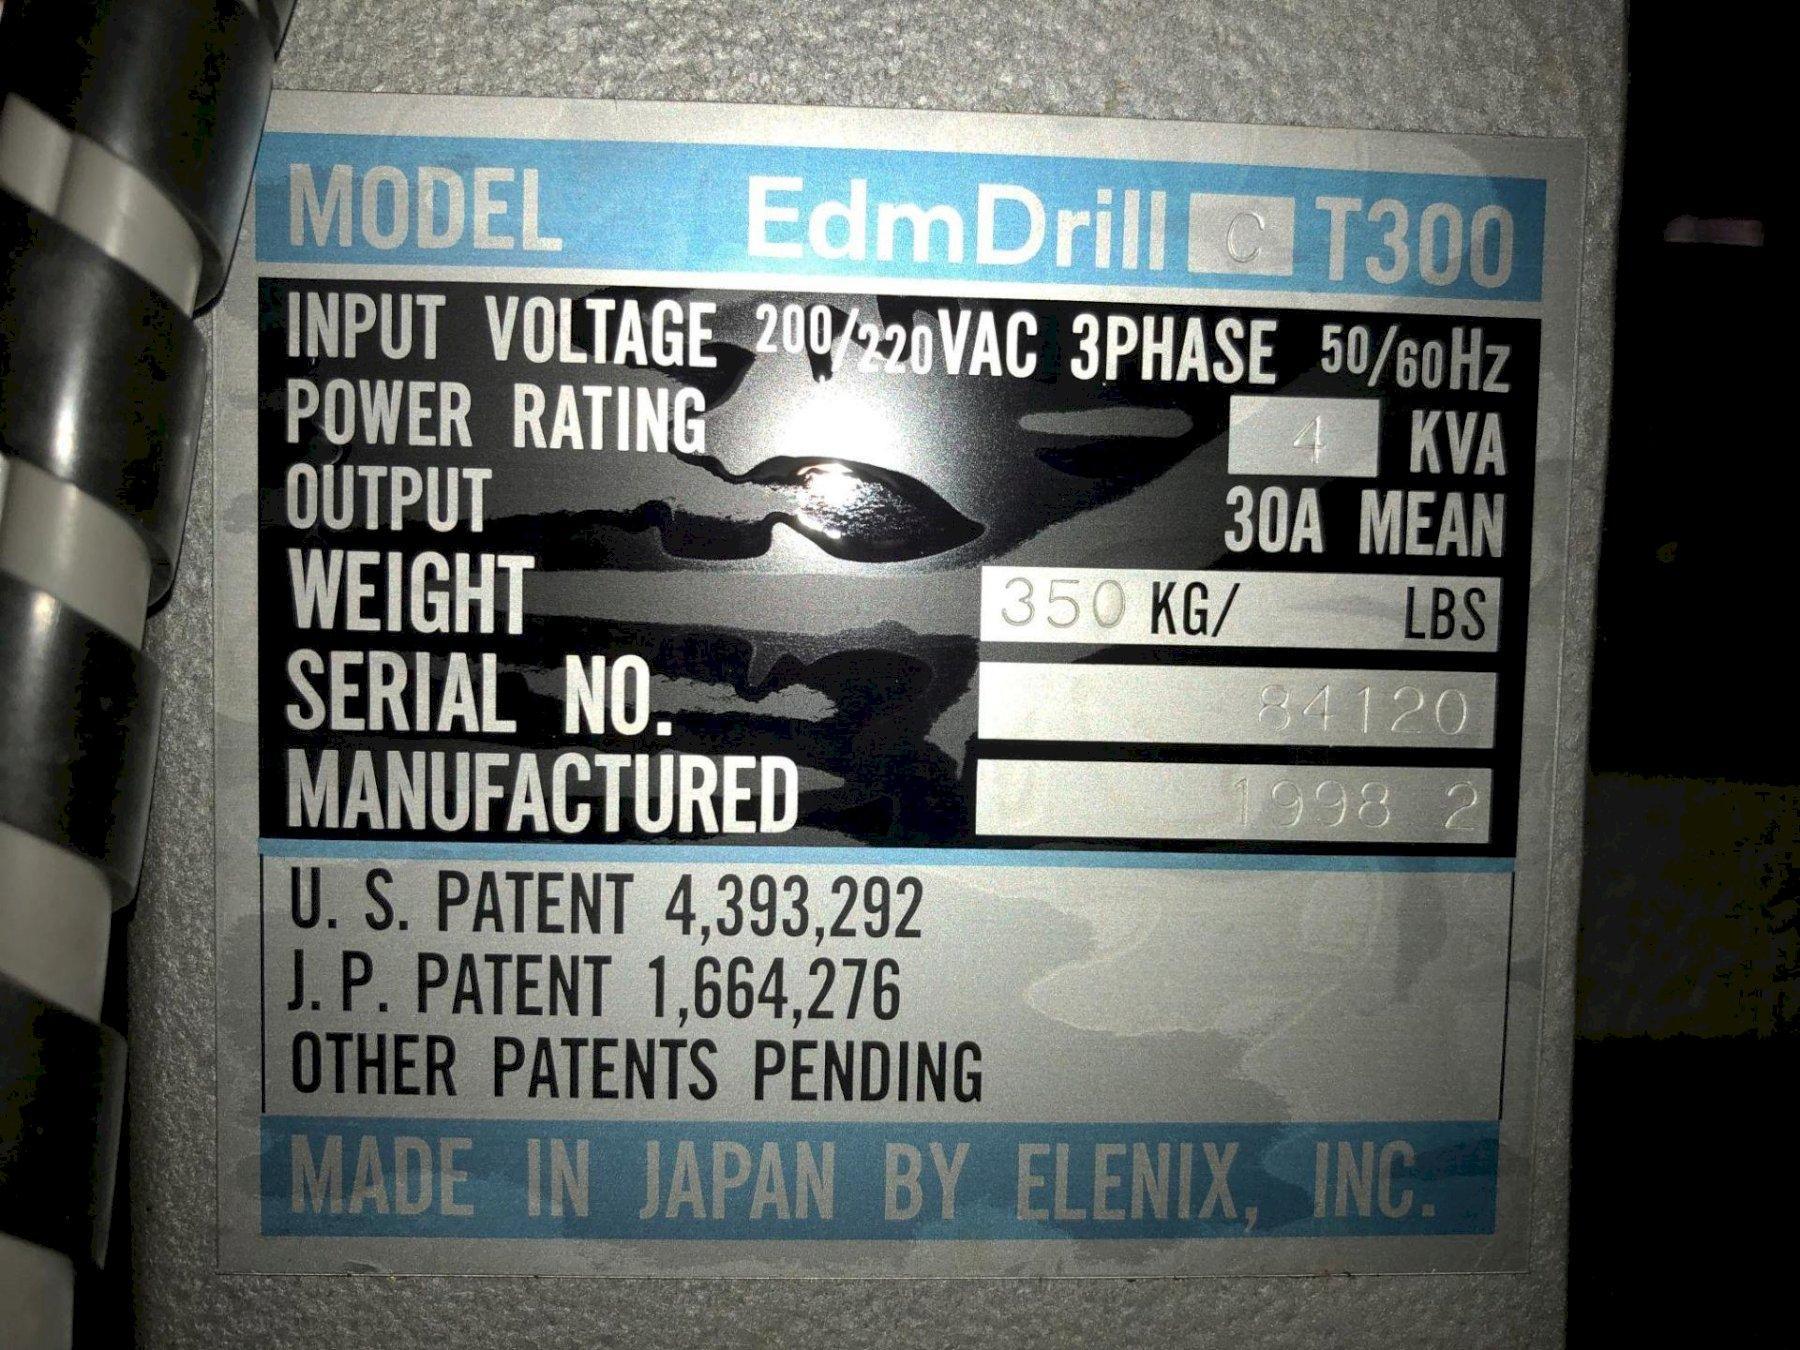 MODEL EdmDrill C T300
INPUT VOLTAGE 200/220VAC 3PHASE 50/60Hz
POWER RATING 4 KVA
OUTPUT 30A MEAN
WEIGHT 350 KG/ LBS
SERIAL NO. 84120
MANUFACTURED 1998 2
U. S. PATENT 4,393,292
J. P. PATENT 1,664,276
OTHER PATENTS PENDING
MADE IN JAPAN BY ELENIX, INC.